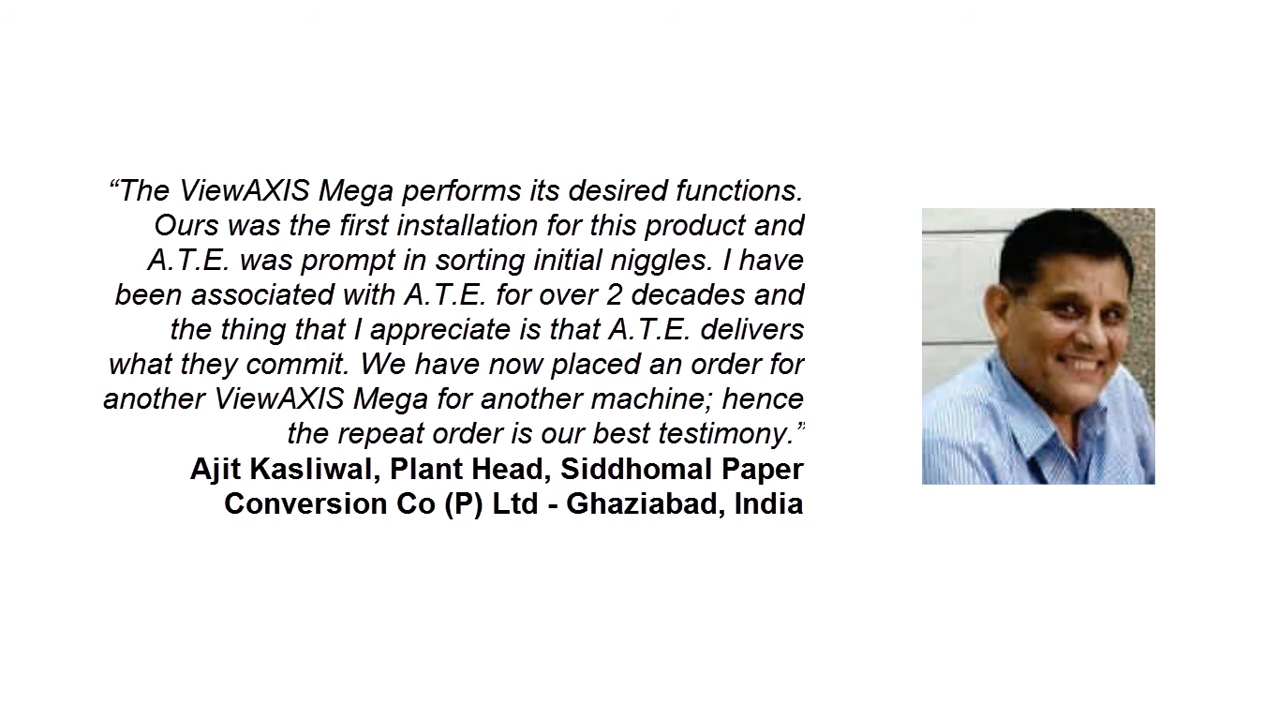 “The ViewAXIS Mega performs its desired functions.
Ours was the first installation for this product and
A.T.E. was prompt in sorting initial niggles. I have
been associated with A.T.E. for over 2 decades and
the thing that I appreciate is that A.T.E. delivers
what they commit. We have now placed an order for
another ViewAXIS Mega for another machine; hence
the repeat order is our best testimony.”
Ajit Kasliwal, Plant Head, Siddhomal Paper
Conversion Co (P) Ltd - Ghaziabad, India